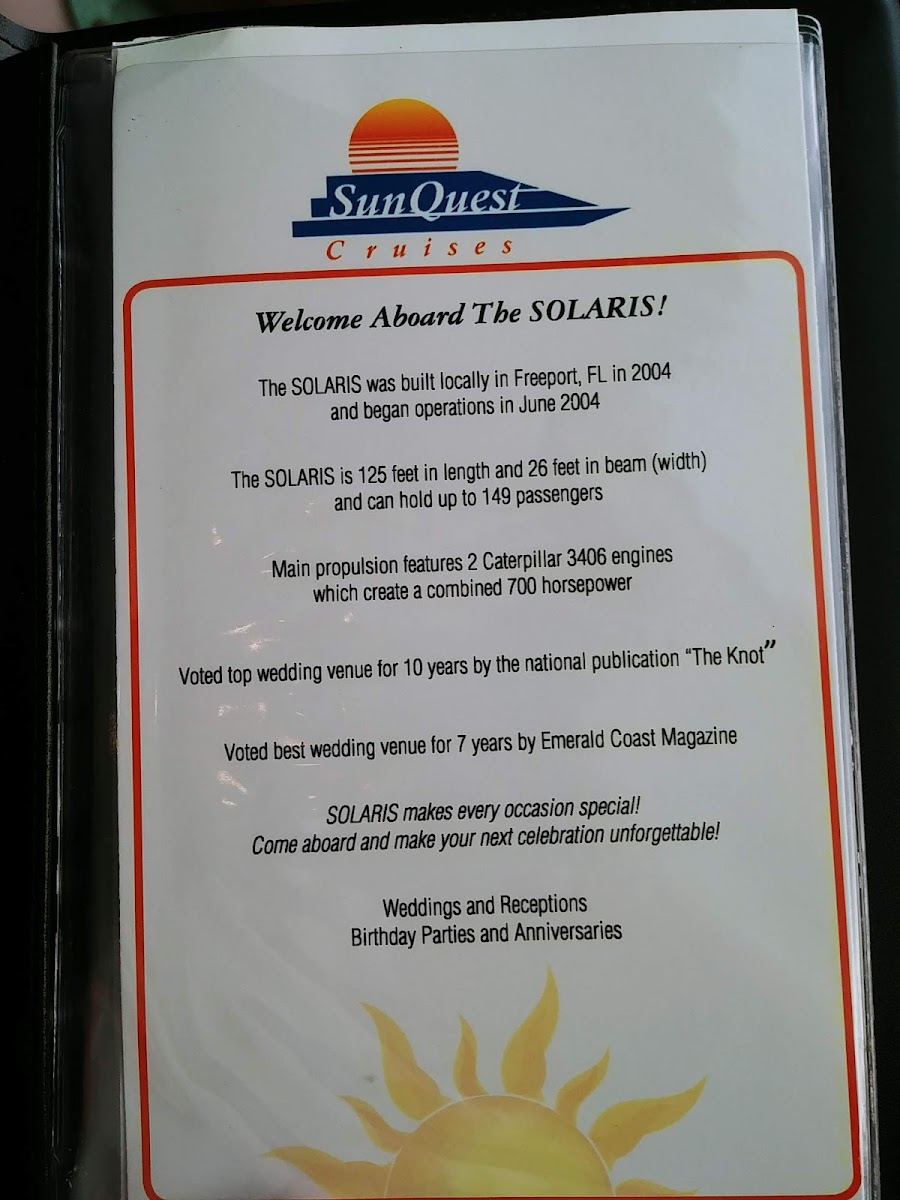 SunQuest
Cruises
Welcome Aboard The SOLARIS!
The SOLARIS was built locally in Freeport, FL in 2004
and began operations in June 2004
The SOLARIS is 125 feet in length and 26 feet in beam (width)
and can hold up to 149 passengers
Main propulsion features 2 Caterpillar 3406 engines
which create a combined 700 horsepower
Voted top wedding venue for 10 years by the national publication “The Knot”
Voted best wedding venue for 7 years by Emerald Coast Magazine
SOLARIS makes every occasion special!
Come aboard and make your next celebration unforgettable!
Weddings and Receptions
Birthday Parties and Anniversaries